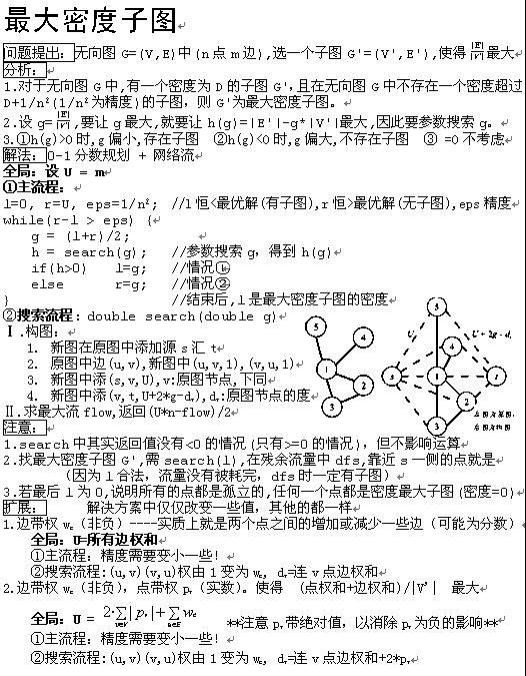 最大密度子图
问题提出：无向图 G=(V,E)中(n 点 m 边),选一个子图 G'=(V',E'),使得|E'|/|V'|最大
分析：
1.对于无向图 G 中,有一个密度为 D 的子图 G',且在无向图 G 中不存在一个密度超过
D+1/n²(1/n²为精度)的子图，则 G'为最大密度子图。
2.设 g=|E'|/|V'|,要让 g 最大,就要让 h(g)=|E'|-g*|V'|最大,因此要参数搜索 g。
3.①h(g)>0 时,g 偏小,存在子图 ②h(g)<0 时,g 偏大,不存在子图 ③ =0 不考虑
解法：0-1 分数规划 + 网络流
全局：设 U = m
①主流程：
l=0, r=U, eps=1/n²; //l 恒<最优解(有子图),r 恒>最优解(无子图),eps 精度
while(r-l > eps) {
g = (l+r)/2;
h = search(g); //参数搜索 g，得到 h(g)
if(h>0) l=g; //情况①
else r=g; //情况②
} //结束后,l 是最大密度子图的密度
②搜索流程：double search(double g)
Ⅰ.构图：
1. 新图在原图中添加源 s 汇 t
2. 原图中边(u,v),新图中(u,v,1),(v,u,1)
3. 新图中添(s,v,U),v:原图节点,下同
4. 新图中添(v,t,U+2*g-dᵥ),dᵥ:原图节点的度
Ⅱ.求最大流 flow,返回(U*n-flow)/2
5
4
1
2
3
5
4
1
2
3
U
U+2g-dᵥ
s
t
左图为原图，
右图为构图
注意：
1.search 中其实返回值没有<0 的情况(只有>=0 的情况)，但不影响运算
2.找最大密度子图 G',需 search(l),在残余流量中 dfs,靠近 s 一侧的点就是
(因为 l 合法，流量没有被耗完，dfs 时一定有子图)
3.若最后 l 为 0,说明所有的点都是孤立的,任何一个点都是密度最大子图(密度=0)
扩展： 解决方案中仅仅改变一些值，其他的都一样
1.边带权 wₑ（非负）----实质上就是两个点之间的增加或减少一些边（可能为分数）
全局：U=所有边权和
①主流程：精度需要变小一些！
②搜索流程:(u,v)(v,u)权由 1 变为 wₑ, dᵥ=连 v 点边权和
2.边带权 wₑ（非负），点带权 pᵥ（实数）。使得 (点权和+边权和)/|V'| 最大
全局：U = 2·∑|pᵥ|+∑wₑ **注意 pᵥ带绝对值，以消除 pᵥ为负的影响**
①主流程：精度需要变小一些！
②搜索流程:(u,v)(v,u)权由 1 变为 wₑ, dᵥ=连 v 点边权和+2*pᵥ